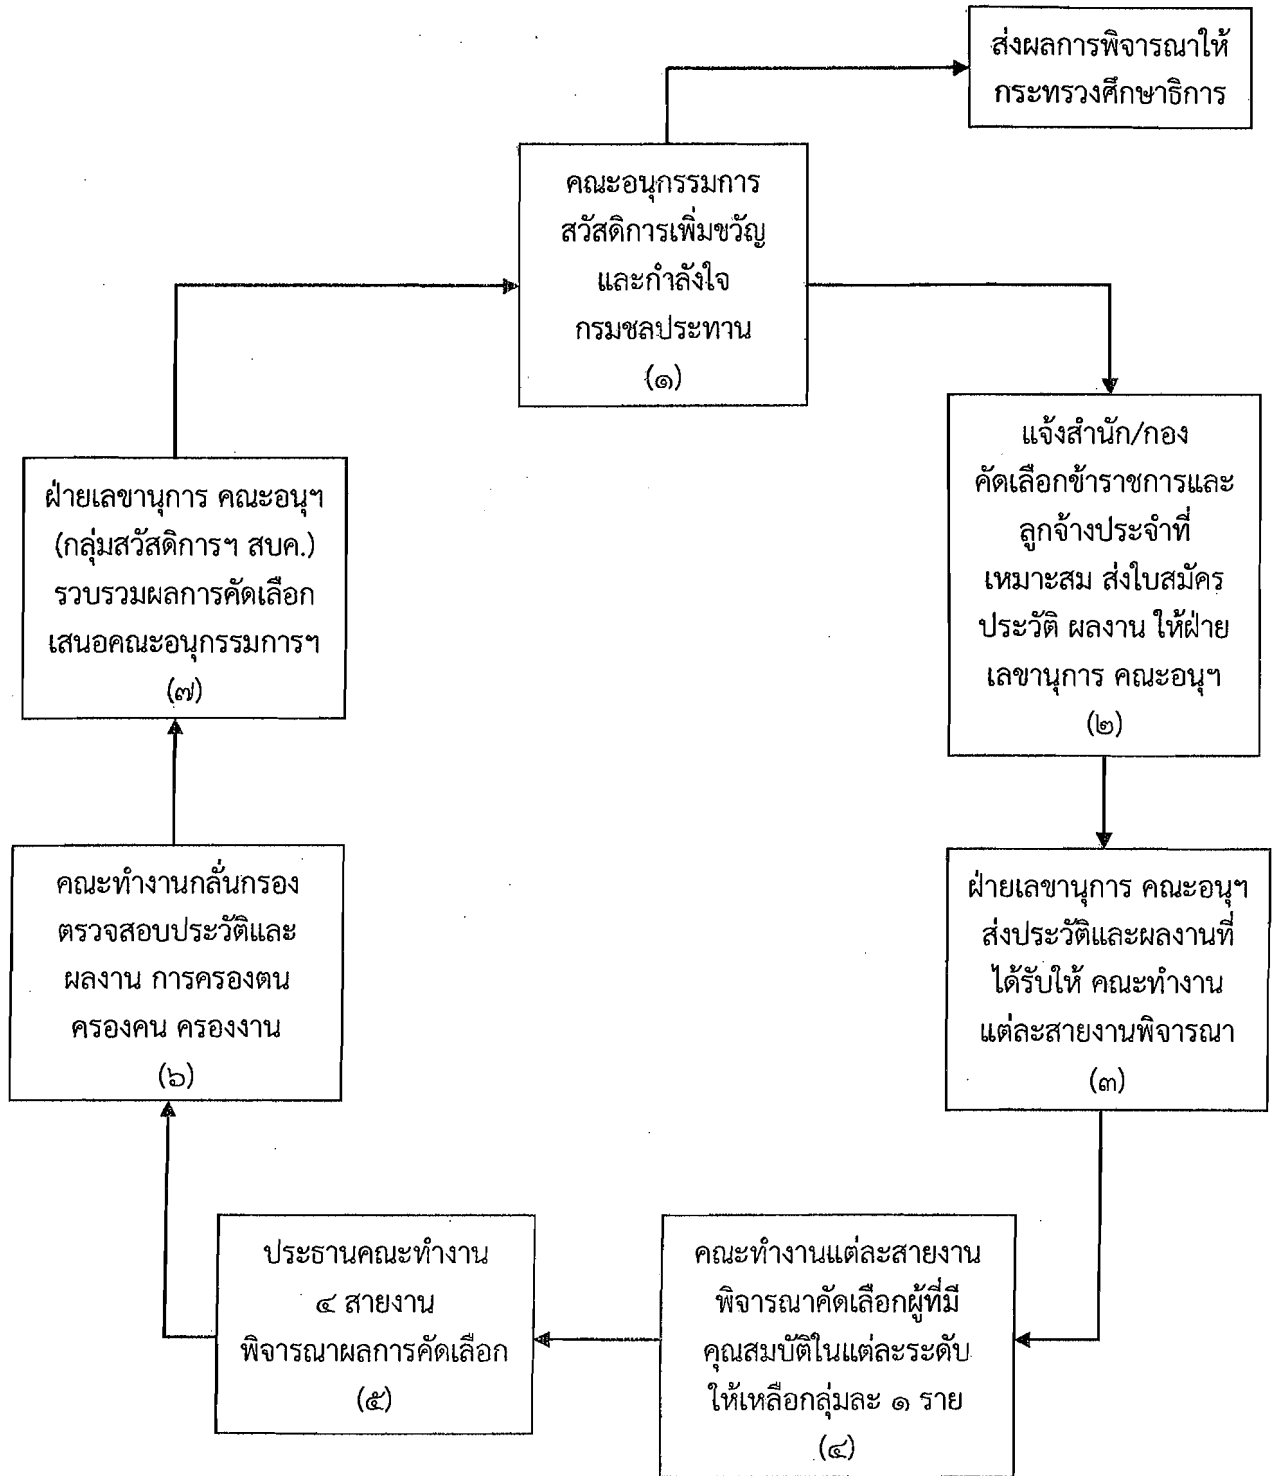 ส่งผลการพิจารณาให้
กระทรวงศึกษาธิการ
คณะอนุกรรมการ
สวัสดิการเพิ่มขวัญ
และกำลังใจ
กรมชลประทาน
(๑)
แจ้งสำนัก/กอง
คัดเลือกข้าราชการและ
ลูกจ้างประจำที่
เหมาะสม ส่งใบสมัคร
ประวัติ ผลงาน ให้ฝ่าย
เลขานุการ คณะอนุฯ
(๒)
ฝ่ายเลขานุการ คณะอนุฯ
ส่งประวัติและผลงานที่
ได้รับให้ คณะทำงาน
แต่ละสายงานพิจารณา
(๓)
คณะทำงานแต่ละสายงาน
พิจารณาคัดเลือกผู้ที่มี
คุณสมบัติในแต่ละระดับ
ให้เหลือกลุ่มละ ๑ ราย
(๔)
ประธานคณะทำงาน
๔ สายงาน
พิจารณาผลการคัดเลือก
(๕)
คณะทำงานกลั่นกรอง
ตรวจสอบประวัติและ
ผลงาน การครองตน
ครองคน ครองงาน
(๖)
ฝ่ายเลขานุการ คณะอนุฯ
(กลุ่มสวัสดิการฯ สบค.)
รวบรวมผลการคัดเลือก
เสนอคณะอนุกรรมการฯ
(๗)